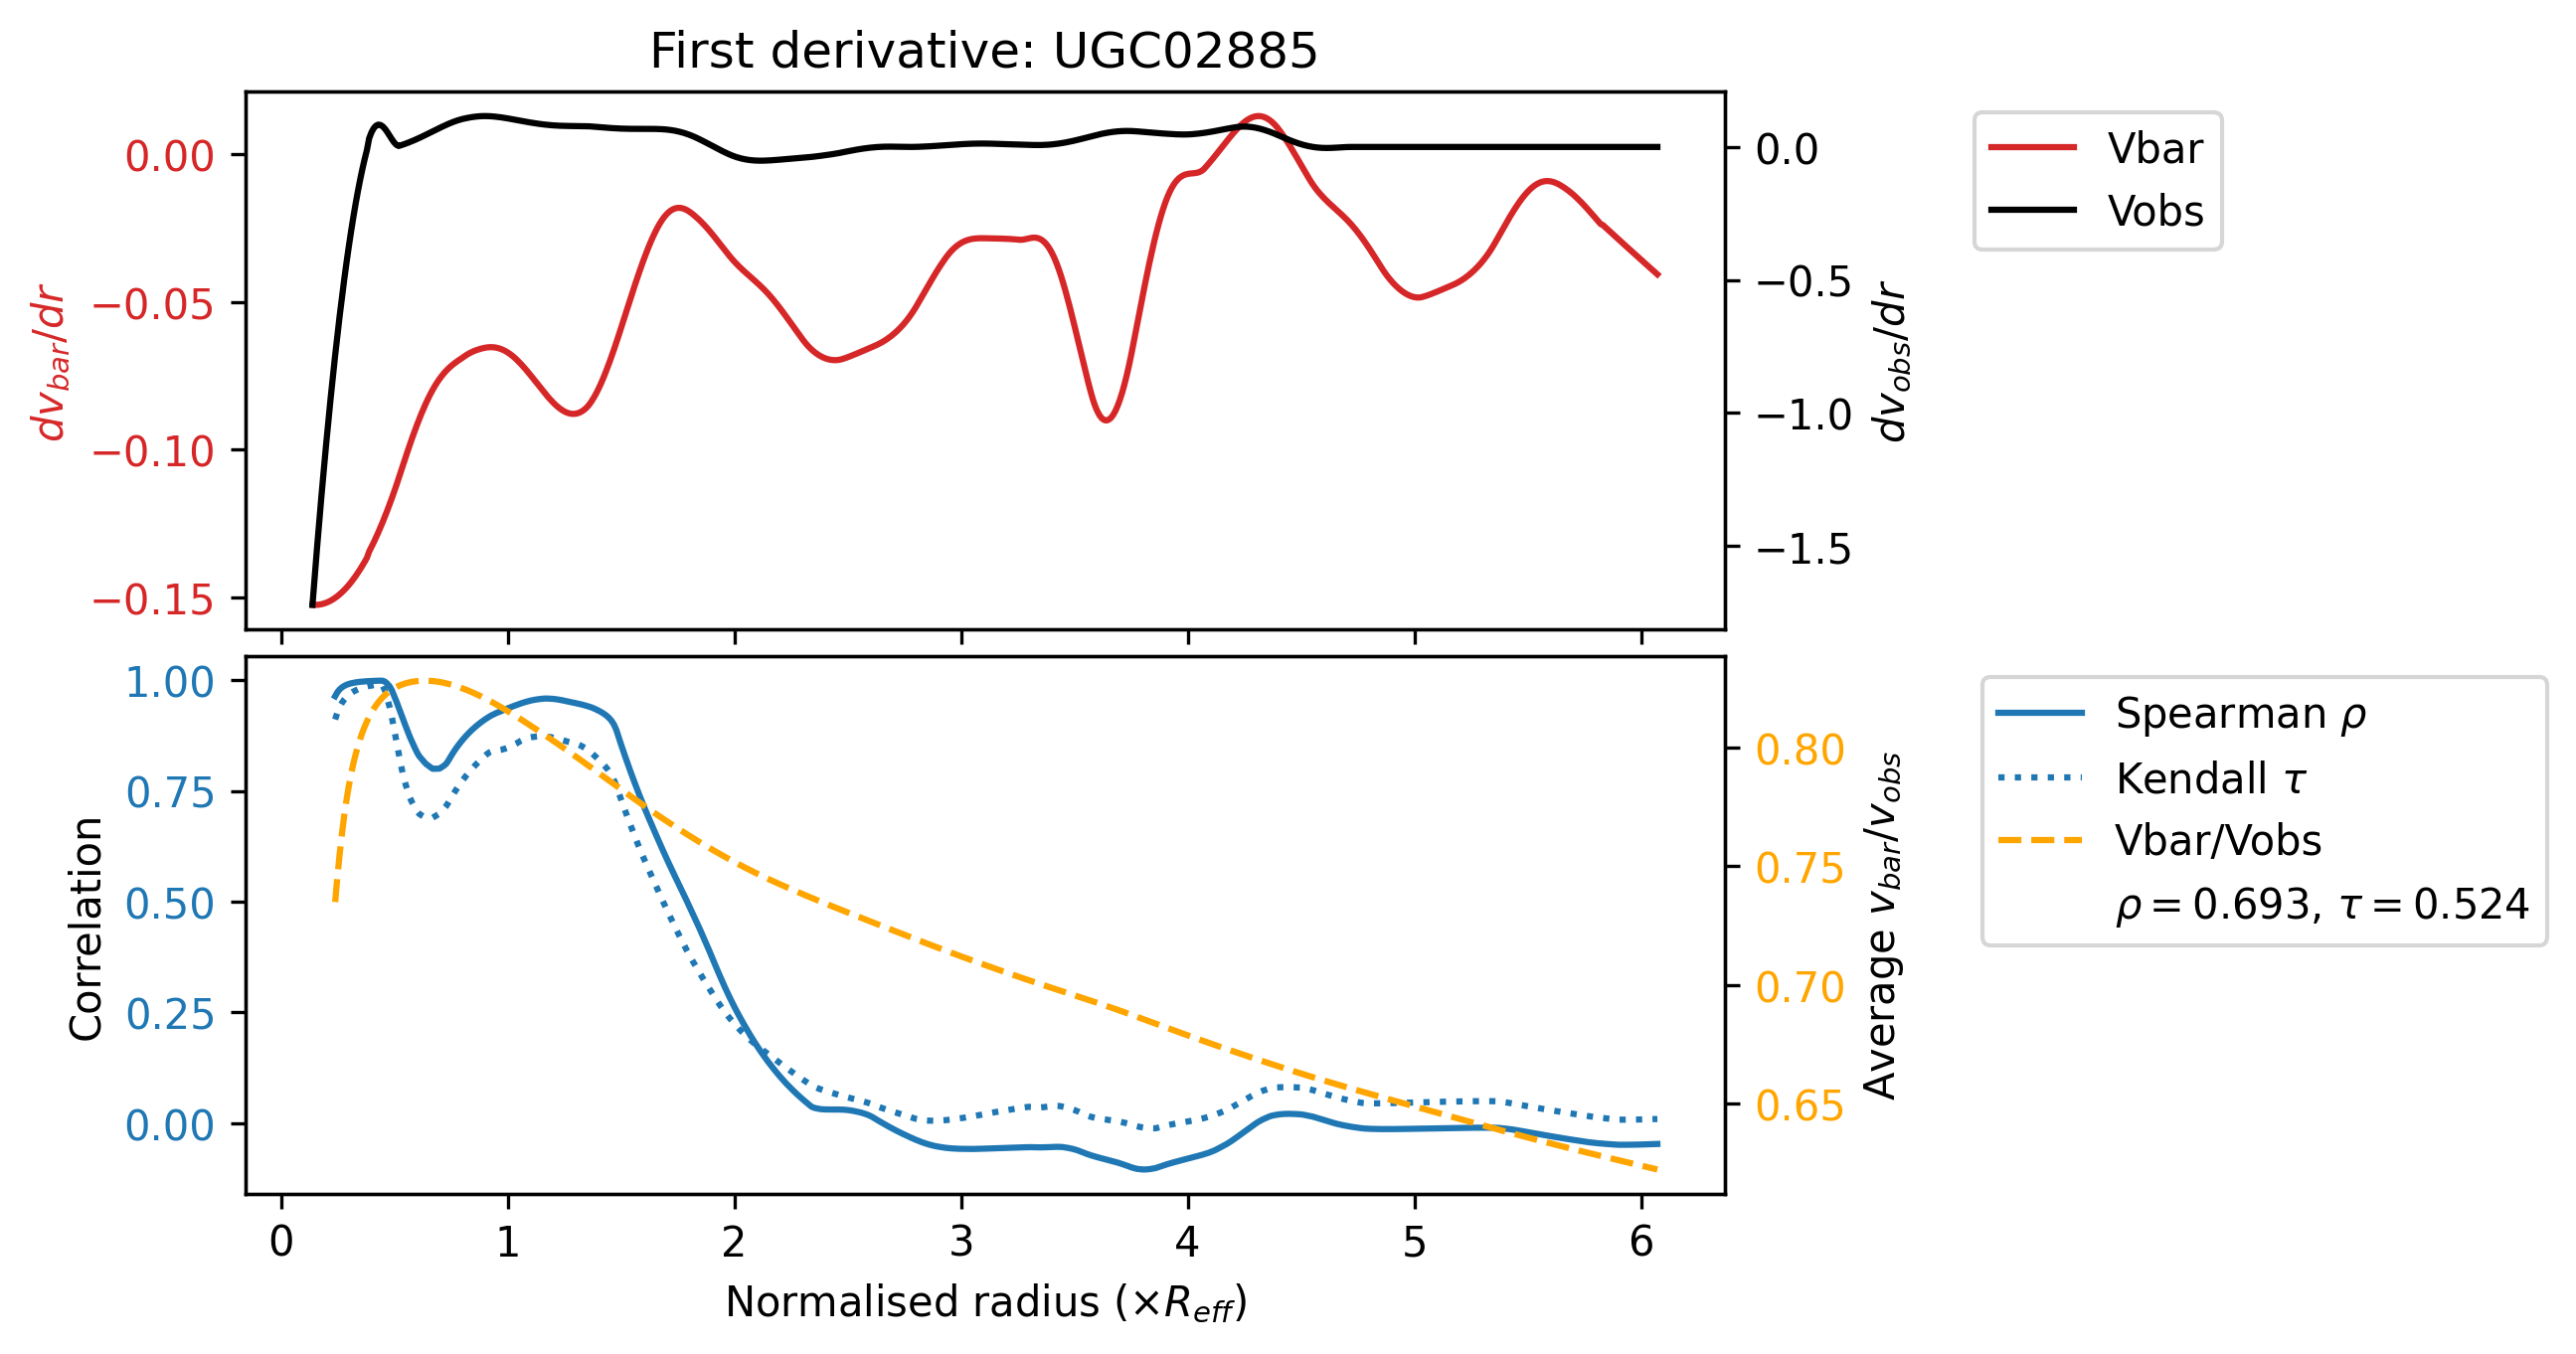 First derivative: UGC02885
0.00
−0.05
−0.10
−0.15
dv_bar/dr
0.0
−0.5
−1.0
−1.5
dv_obs/dr
Vbar
Vobs
1.00
0.75
0.50
0.25
0.00
Correlation
0.80
0.75
0.70
0.65
Average v_bar/v_obs
Spearman ρ
Kendall τ
Vbar/Vobs
ρ = 0.693, τ = 0.524
0 1 2 3 4 5 6
Normalised radius (×R_eff)